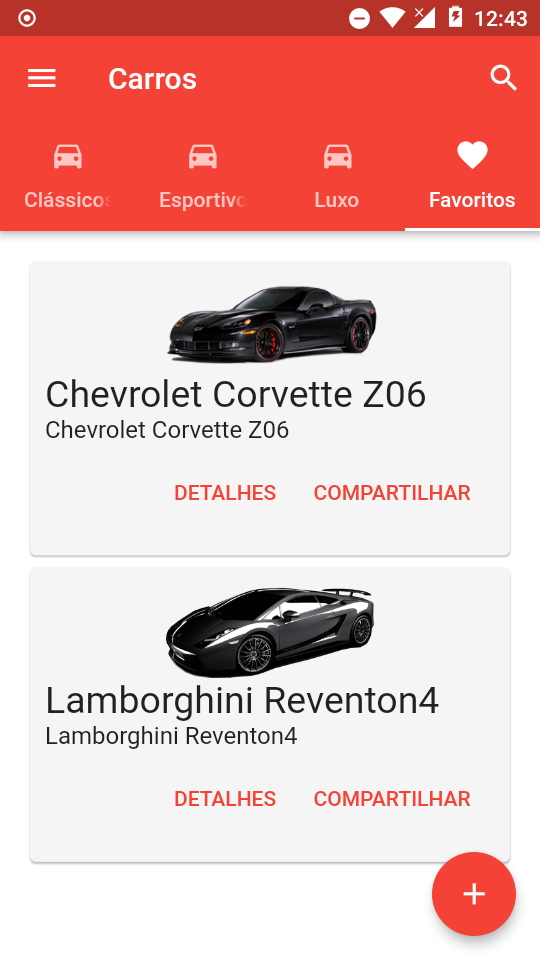 12:43
Carros
Clássicos
Esportivo
Luxo
Favoritos
Chevrolet Corvette Z06
Chevrolet Corvette Z06
DETALHES COMPARTILHAR
Lamborghini Reventon4
Lamborghini Reventon4
DETALHES COMPARTILHAR